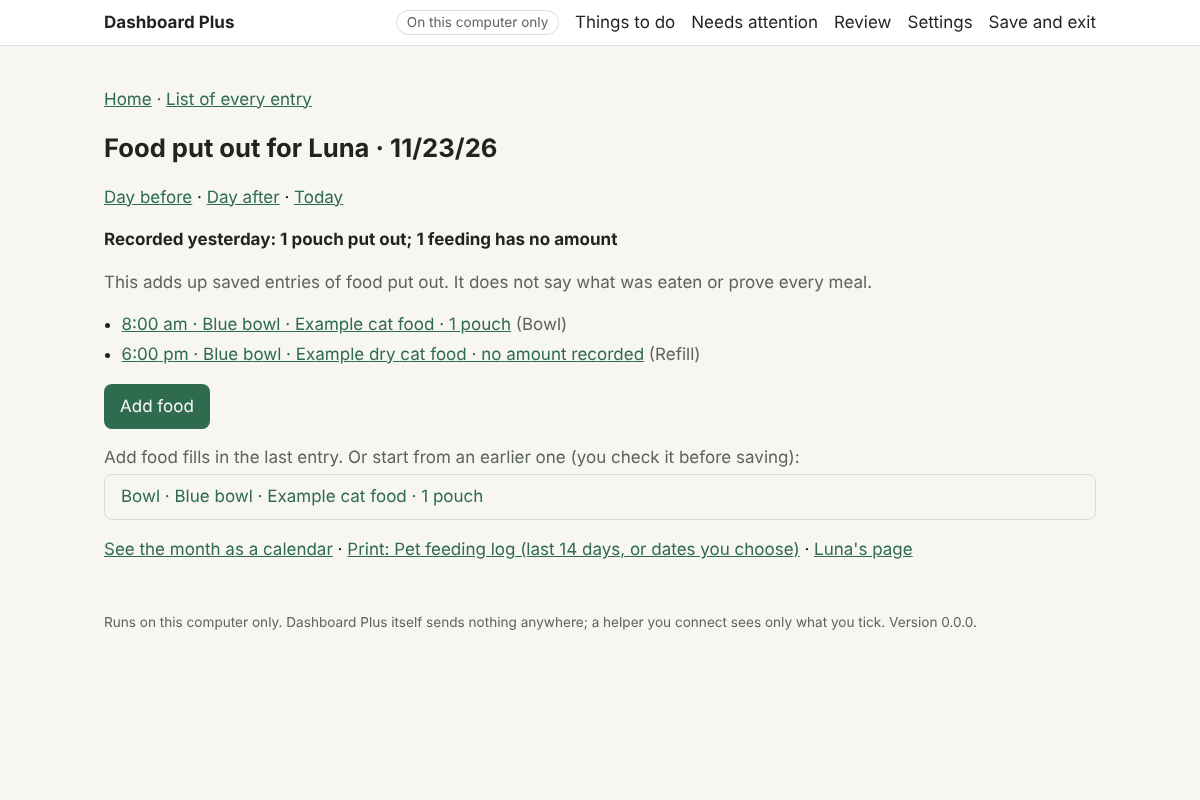 Dashboard Plus
On this computer only
Things to do
Needs attention
Review
Settings
Save and exit
Home · List of every entry
Food put out for Luna · 11/23/26
Day before · Day after · Today
Recorded yesterday: 1 pouch put out; 1 feeding has no amount
This adds up saved entries of food put out. It does not say what was eaten or prove every meal.
• 8:00 am · Blue bowl · Example cat food · 1 pouch (Bowl)
• 6:00 pm · Blue bowl · Example dry cat food · no amount recorded (Refill)
Add food
Add food fills in the last entry. Or start from an earlier one (you check it before saving):
Bowl · Blue bowl · Example cat food · 1 pouch
See the month as a calendar · Print: Pet feeding log (last 14 days, or dates you choose) · Luna's page
Runs on this computer only. Dashboard Plus itself sends nothing anywhere; a helper you connect sees only what you tick. Version 0.0.0.